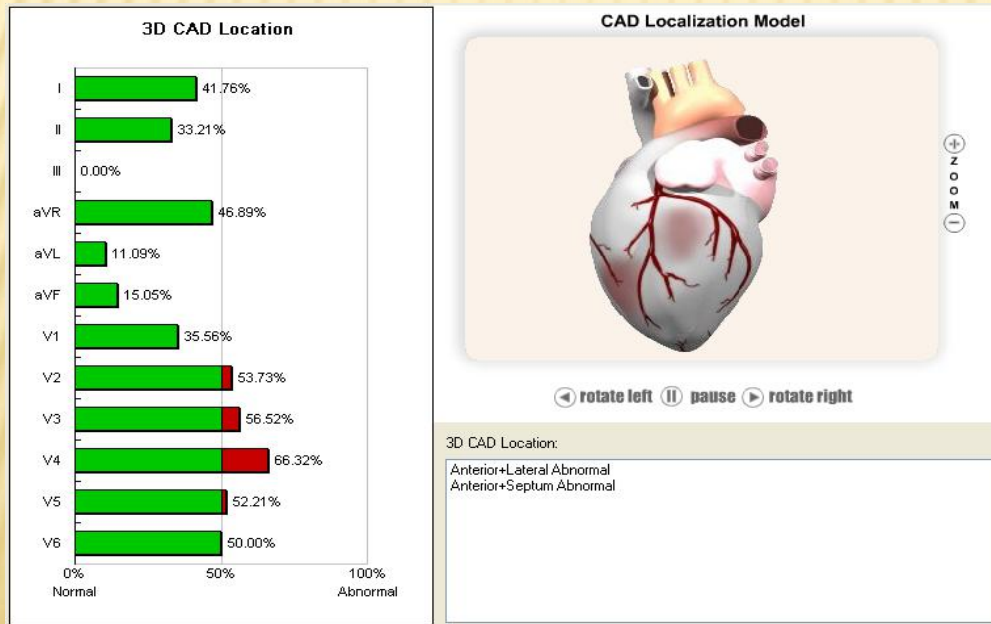 3D CAD Location
I 41.76%
II 33.21%
III 0.00%
aVR 46.89%
aVL 11.09%
aVF 15.05%
V1 35.56%
V2 53.73%
V3 56.52%
V4 66.32%
V5 52.21%
V6 50.00%
0% 50% 100%
Normal Abnormal
CAD Localization Model
ZOOM
rotate left pause rotate right
3D CAD Location:
Anterior+Lateral Abnormal
Anterior+Septum Abnormal